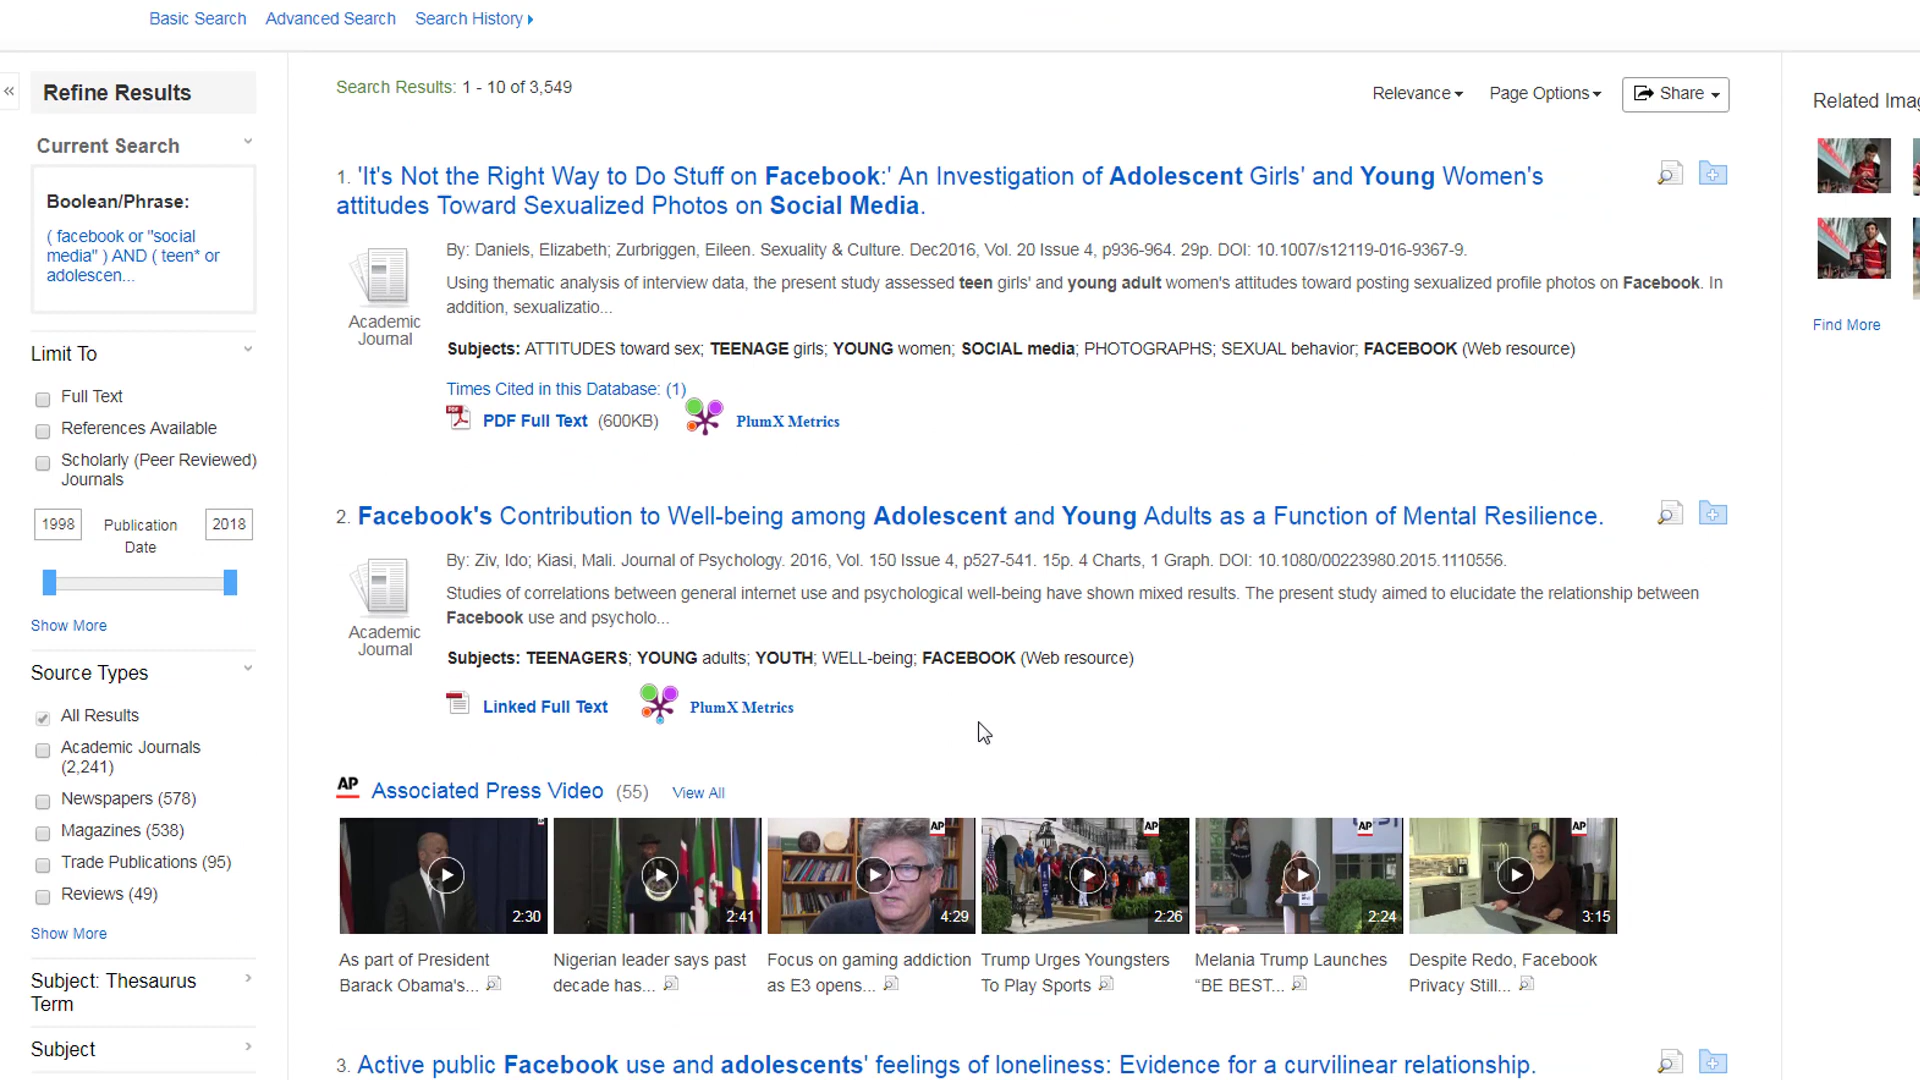 Basic Search Advanced Search Search History
«
Refine Results
Current Search
Boolean/Phrase:
( facebook or "social
media" ) AND ( teen* or
adolescen...
Limit To
Full Text
References Available
Scholarly (Peer Reviewed)
Journals
1998 Publication 2018
Date
Show More
Source Types
All Results
Academic Journals
(2,241)
Newspapers (578)
Magazines (538)
Trade Publications (95)
Reviews (49)
Show More
Subject: Thesaurus
Term
Subject
Search Results: 1 - 10 of 3,549
Relevance Page Options Share
1. 'It's Not the Right Way to Do Stuff on Facebook:' An Investigation of Adolescent Girls' and Young Women's
attitudes Toward Sexualized Photos on Social Media.
Academic
Journal
By: Daniels, Elizabeth; Zurbriggen, Eileen. Sexuality & Culture. Dec2016, Vol. 20 Issue 4, p936-964. 29p. DOI: 10.1007/s12119-016-9367-9.
Using thematic analysis of interview data, the present study assessed teen girls' and young adult women's attitudes toward posting sexualized profile photos on Facebook. In
addition, sexualizatio...
Subjects: ATTITUDES toward sex; TEENAGE girls; YOUNG women; SOCIAL media; PHOTOGRAPHS; SEXUAL behavior; FACEBOOK (Web resource)
Times Cited in this Database: (1)
PDF PDF Full Text (600KB) PlumX Metrics
2. Facebook's Contribution to Well-being among Adolescent and Young Adults as a Function of Mental Resilience.
Academic
Journal
By: Ziv, Ido; Kiasi, Mali. Journal of Psychology. 2016, Vol. 150 Issue 4, p527-541. 15p. 4 Charts, 1 Graph. DOI: 10.1080/00223980.2015.1110556.
Studies of correlations between general internet use and psychological well-being have shown mixed results. The present study aimed to elucidate the relationship between
Facebook use and psycholo...
Subjects: TEENAGERS; YOUNG adults; YOUTH; WELL-being; FACEBOOK (Web resource)
Linked Full Text PlumX Metrics
AP Associated Press Video (55) View All
AP AP AP AP
2:30 2:41 4:29 2:26 2:24 3:15
As part of President
Barack Obama's...
Nigerian leader says past
decade has...
Focus on gaming addiction
as E3 opens...
Trump Urges Youngsters
To Play Sports
Melania Trump Launches
“BE BEST...
Despite Redo, Facebook
Privacy Still...
3. Active public Facebook use and adolescents' feelings of loneliness: Evidence for a curvilinear relationship.
Related Imag
Find More